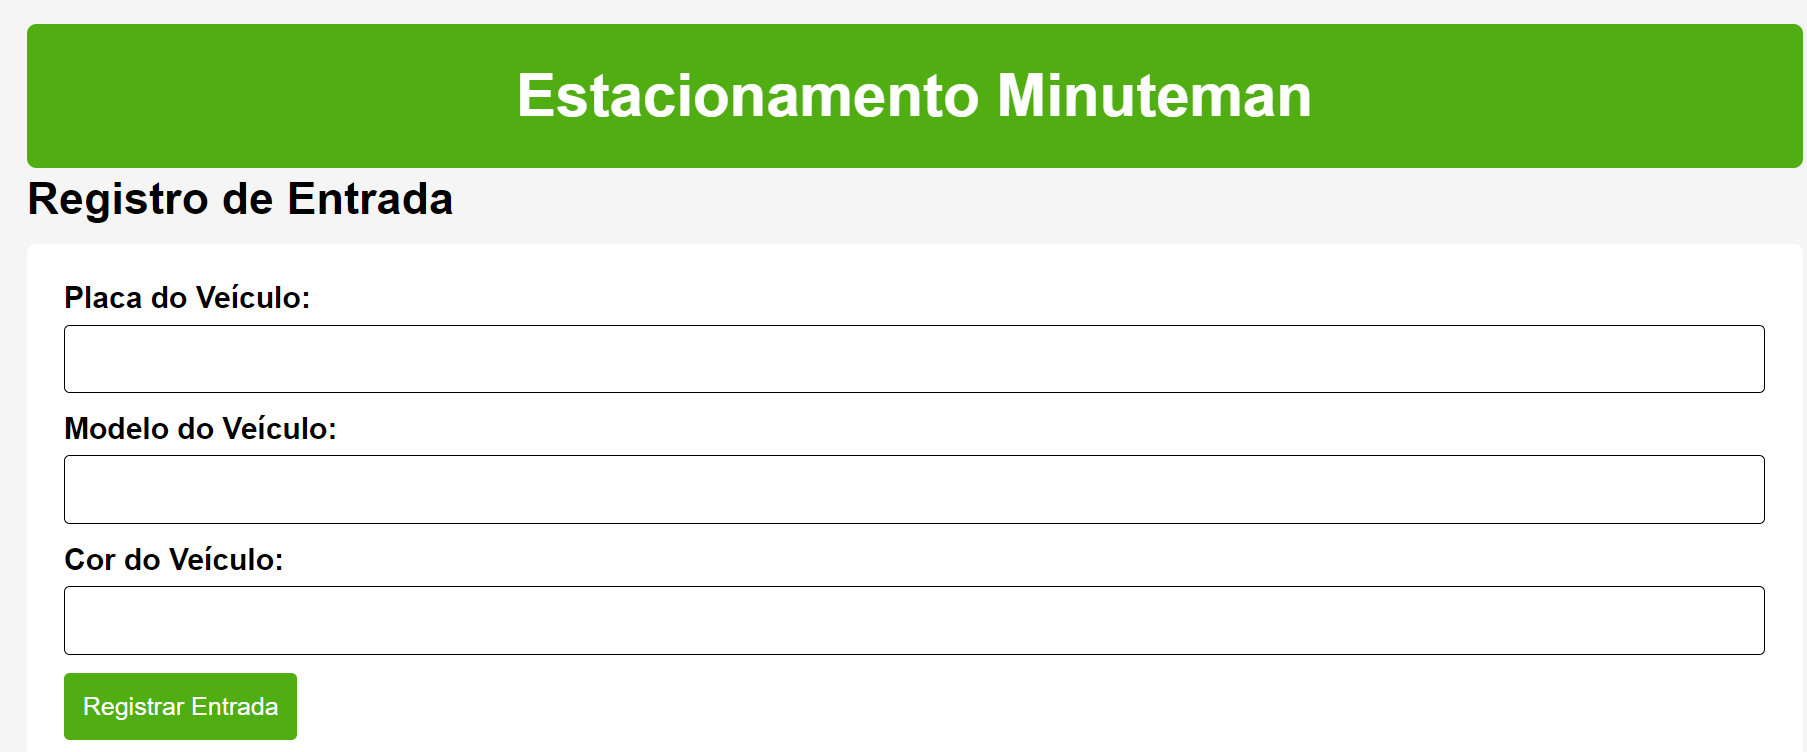 Estacionamento Minuteman
Registro de Entrada
Placa do Veículo:
Modelo do Veículo:
Cor do Veículo:
Registrar Entrada